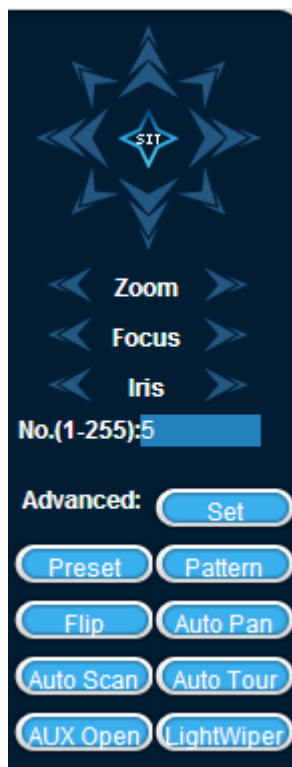 SIT
Zoom
Focus
Iris
No.(1-255):5
Advanced: Set
Preset Pattern
Flip Auto Pan
Auto Scan Auto Tour
AUX Open LightWiper